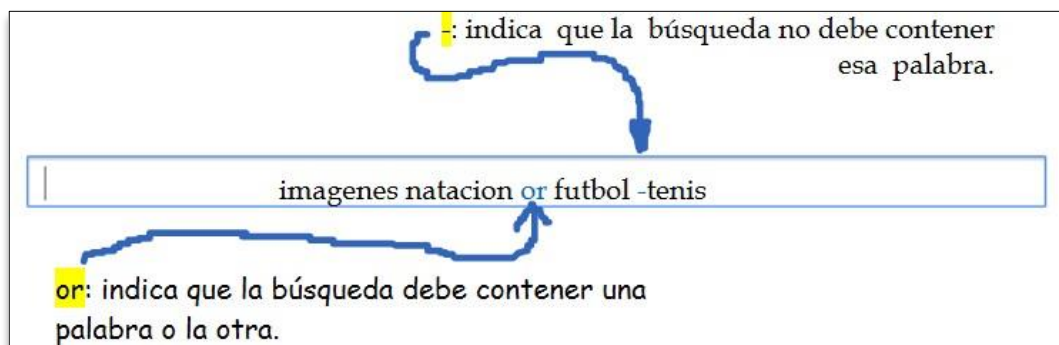 -: indica que la búsqueda no debe contener
esa palabra.
imagenes natacion or futbol -tenis
or: indica que la búsqueda debe contener una
palabra o la otra.